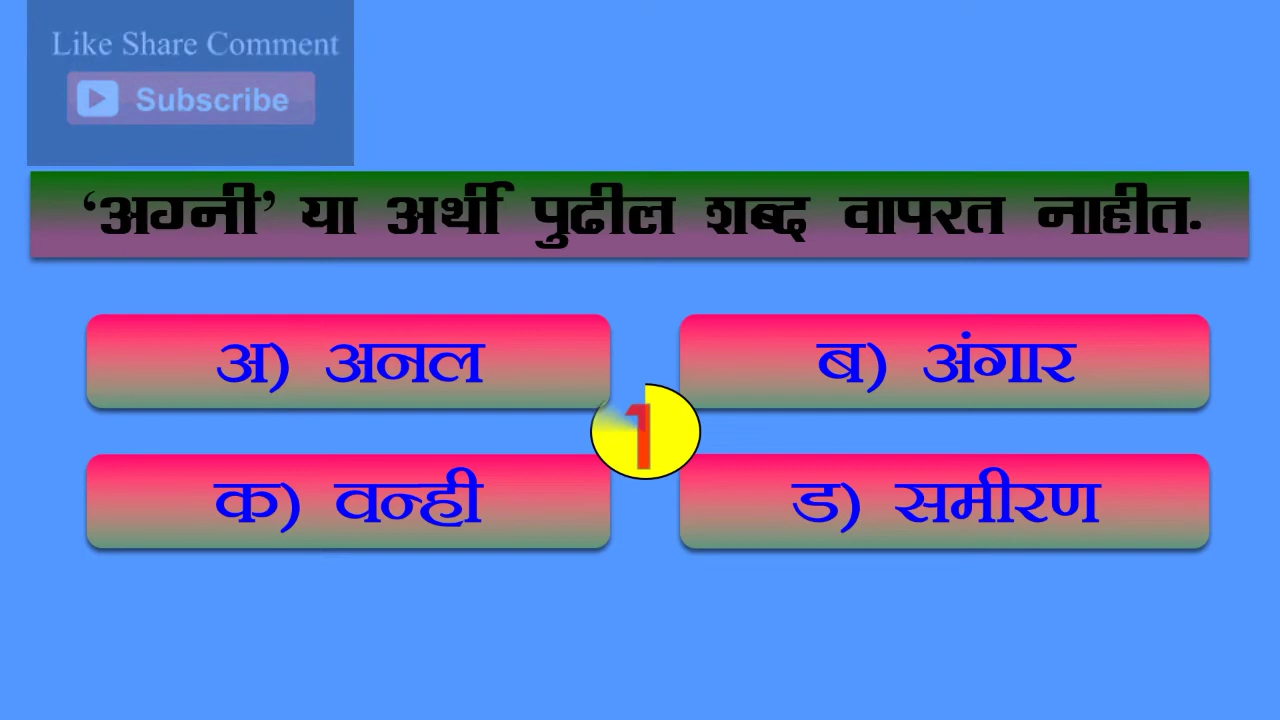 Like Share Comment
Subscribe
‘अग्नी’ या अर्थी पुढील शब्द वापरत नाहीत.
अ) अनल
ब) अंगार
1
क) वन्ही
ड) समीरण